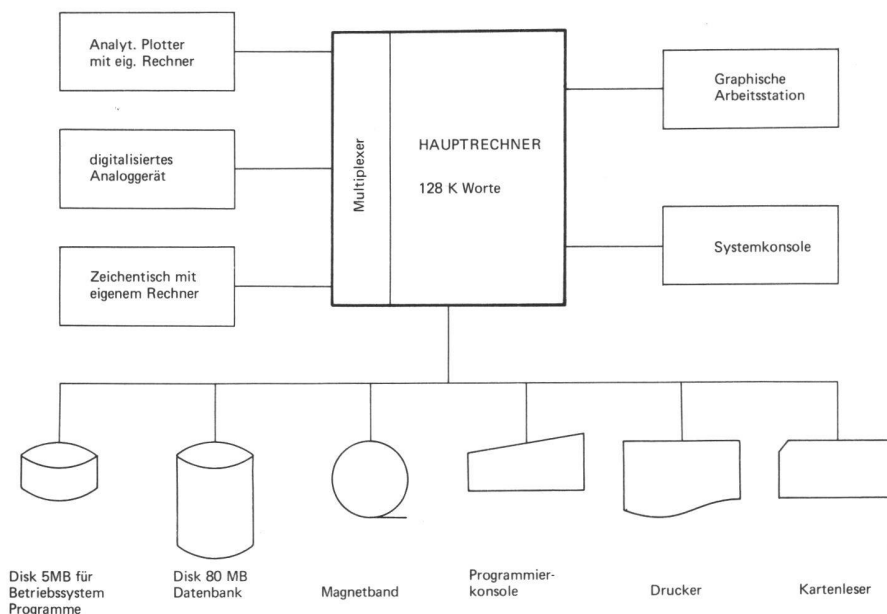 Analyt. Plotter
mit eig. Rechner
digitalisiertes
Analoggerät
Zeichentisch mit
eigenem Rechner
Multiplexer
HAUPTRECHNER
128 K Worte
Graphische
Arbeitsstation
Systemkonsole
Disk 5MB für
Betriebssystem
Programme
Disk 80 MB
Datenbank
Magnetband
Programmier-
konsole
Drucker
Kartenleser